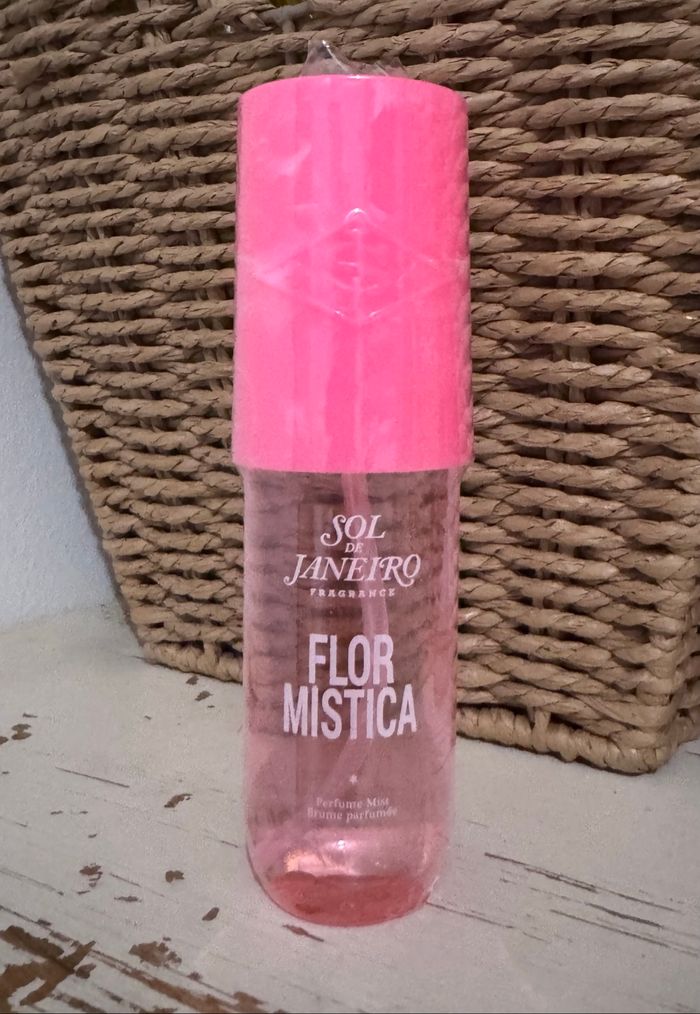 SOL
DE
JANEIRO
FRAGRANCE
FLOR
MISTICA
Perfume Mist
Brume parfumée